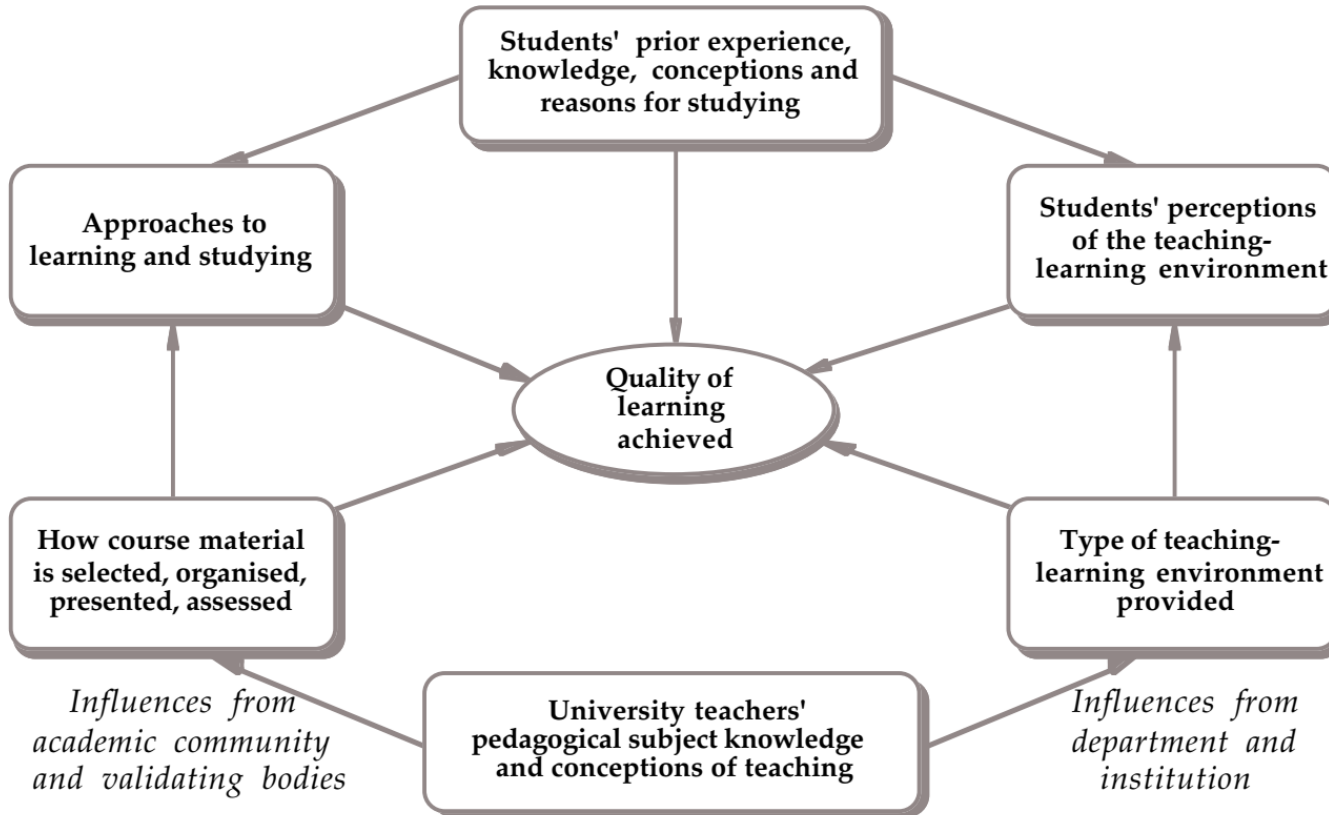 Students' prior experience,
knowledge, conceptions and
reasons for studying
Approaches to
learning and studying
Students' perceptions
of the teaching-
learning environment
Quality of
learning
achieved
How course material
is selected, organised,
presented, assessed
Type of teaching-
learning environment
provided
Influences from
academic community
and validating bodies
University teachers'
pedagogical subject knowledge
and conceptions of teaching
Influences from
department and
institution